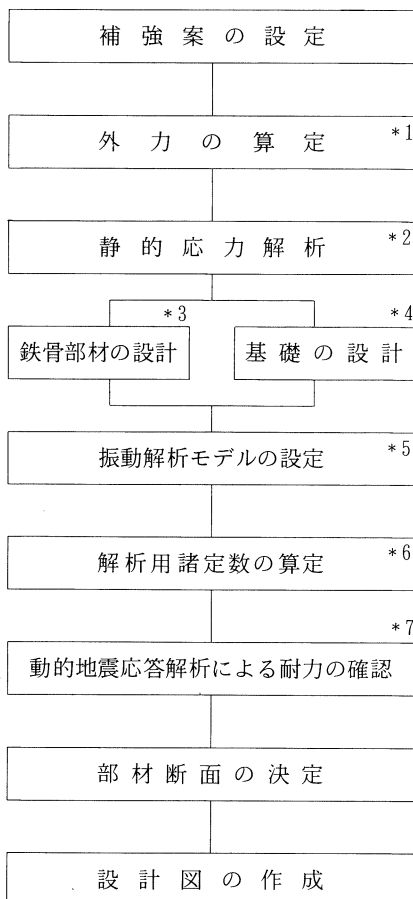 補強案の設定
外力の算定 *1
静的応力解析 *2
*3
鉄骨部材の設計
*4
基礎の設計
振動解析モデルの設定 *5
解析用諸定数の算定 *6
*7
動的地震応答解析による耐力の確認
部材断面の決定
設計図の作成